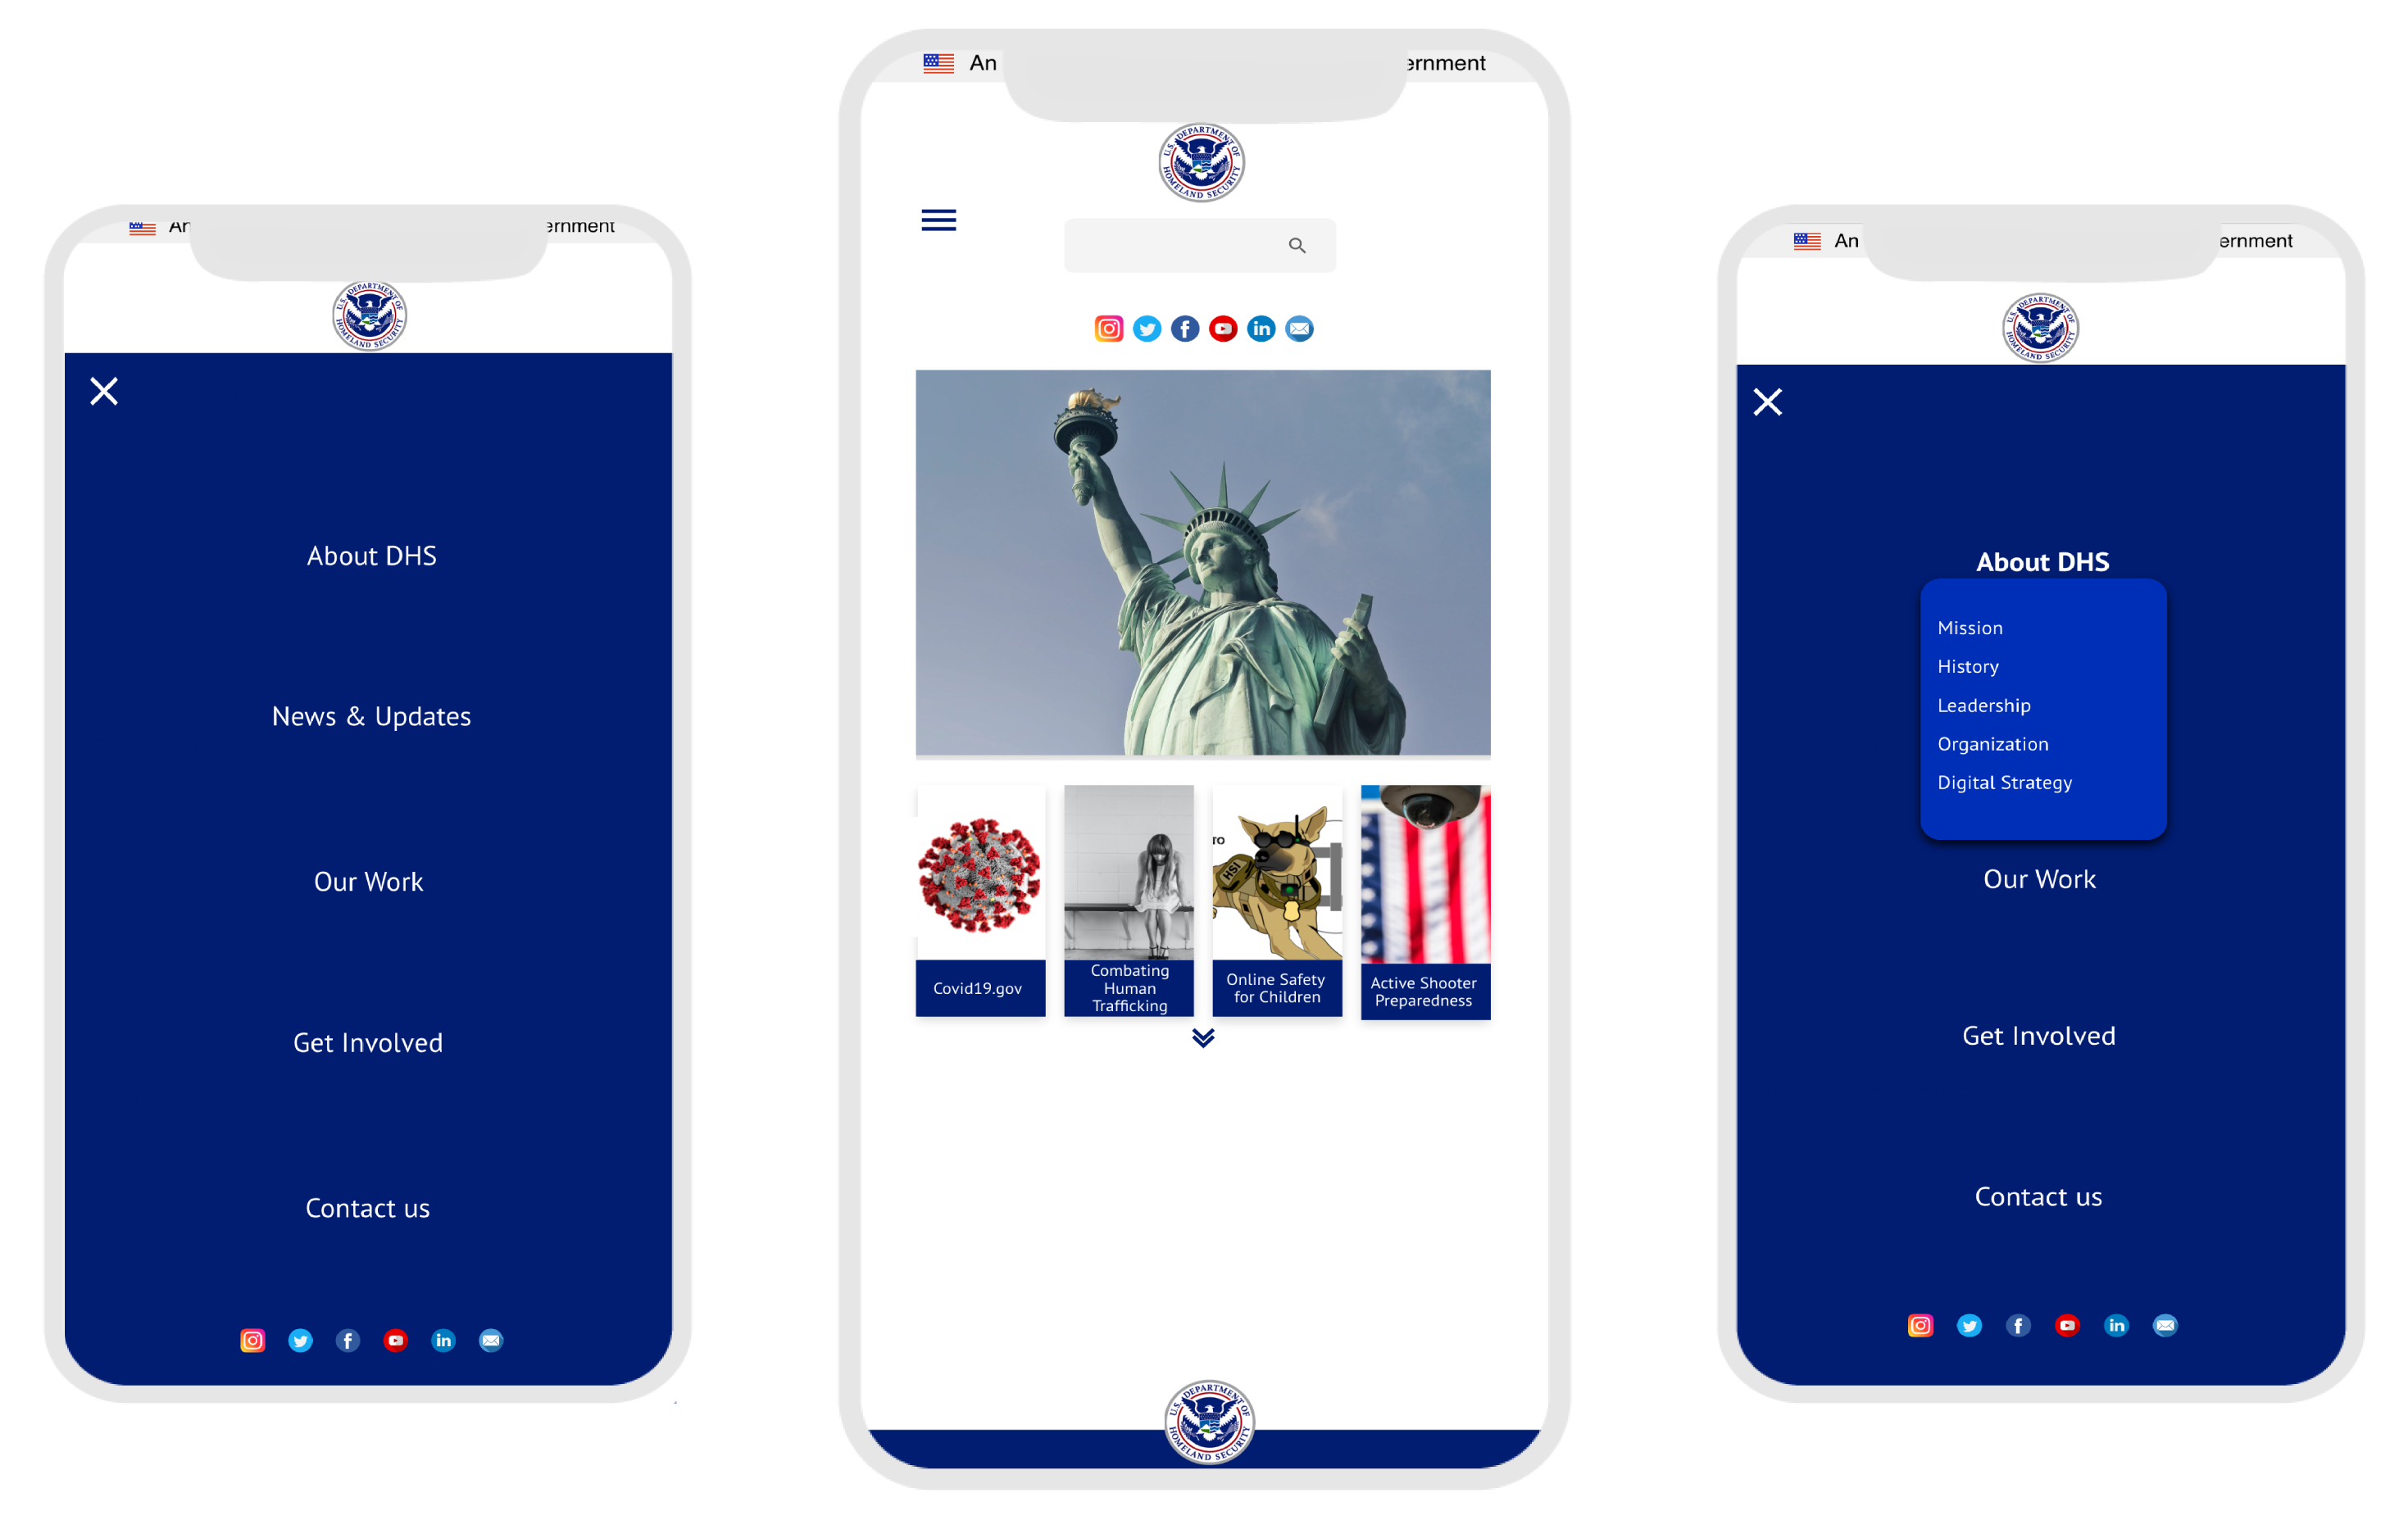 An ernment
U.S. DEPARTMENT OF HOMELAND SECURITY
About DHS
News & Updates
Our Work
Get Involved
Contact us
An ernment
U.S. DEPARTMENT OF HOMELAND SECURITY
HSI
Covid19.gov
Combating
Human
Trafficking
Online Safety
for Children
Active Shooter
Preparedness
U.S. DEPARTMENT OF HOMELAND SECURITY
An ernment
U.S. DEPARTMENT OF HOMELAND SECURITY
About DHS
Mission
History
Leadership
Organization
Digital Strategy
Our Work
Get Involved
Contact us